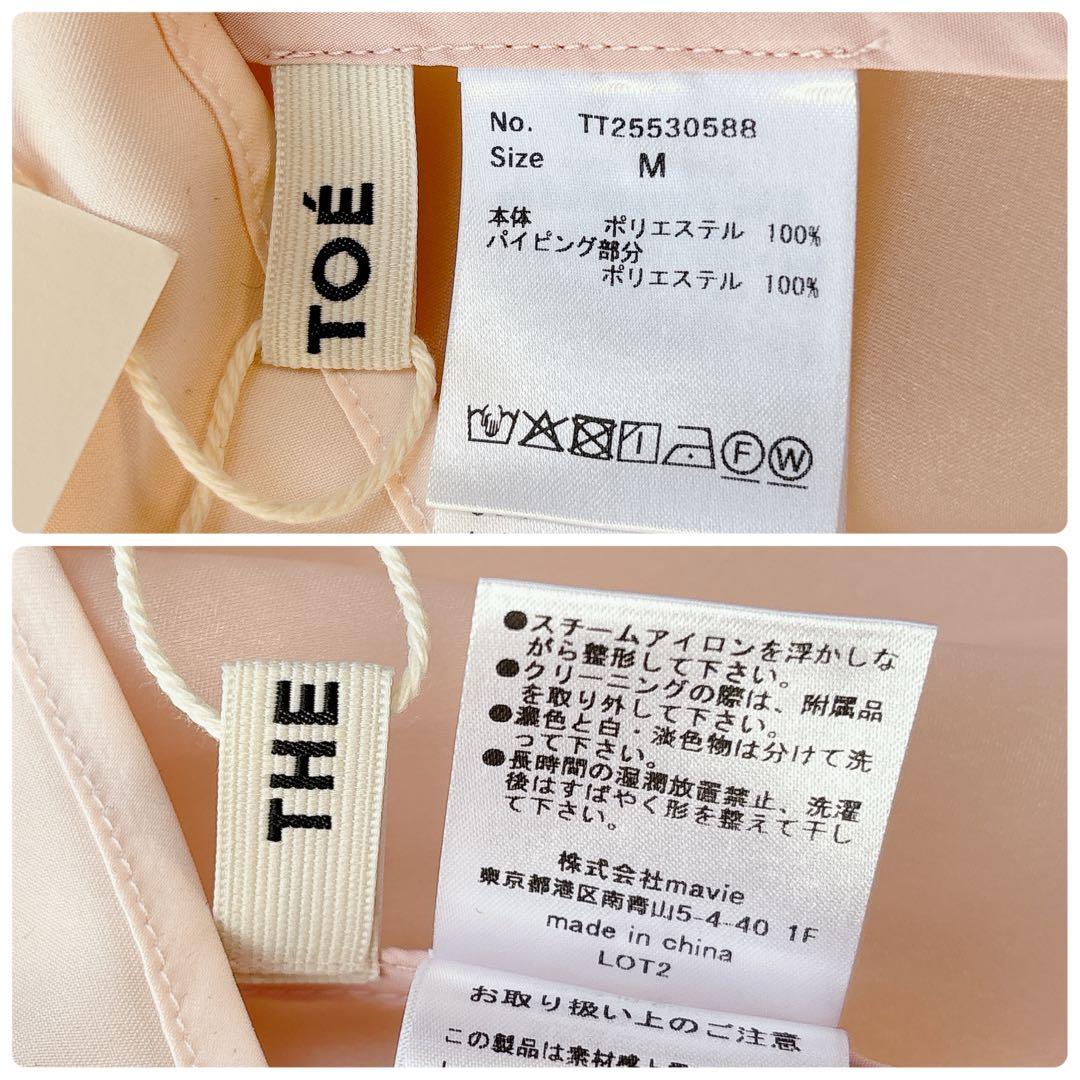 TOÉ
No. TT25530588
Size M
本体 ポリエステル 100%
パイピング部分
ポリエステル 100%
F W
THE
●スチームアイロンを浮かしな
がら整形して下さい。
●クリーニングの際は、附属品
を取り外して下さい。
●濃色と白・淡色物は分けて洗
って下さい。
●長時間の湿潤放置禁止、洗濯
後はすばやく形を整えて干し
て下さい。
株式会社mavie
東京都港区南青山5-4-40 1F
made in china
LOT2
お取り扱い上のご注意
この製品は素材